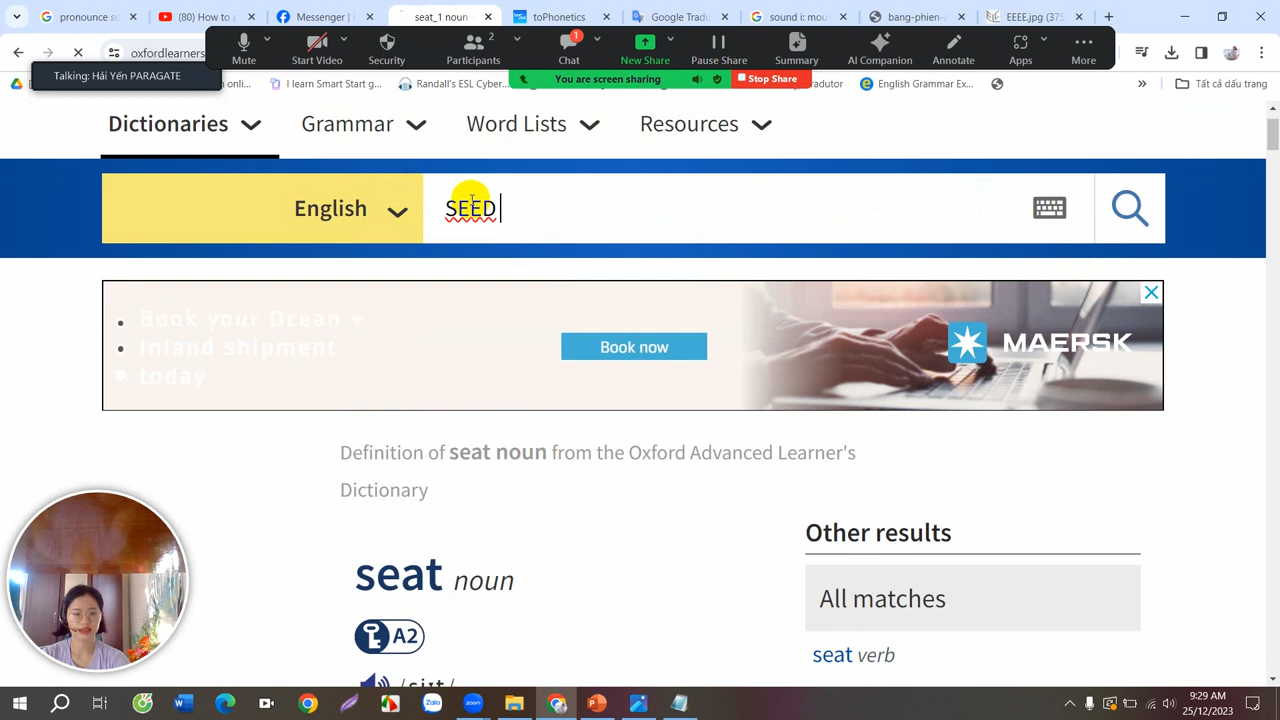 pronounce se
(80) How to y
Messenger |
seat_1 noun
toPhonetics
Google Tradu
sound i: mou
bang-phien-a
EEEE.jpg (37
oxfordlearners
Mute
Start Video
Security
Participants
2
Chat
1
New Share
Pause Share
Summary
AI Companion
Annotate
Apps
More
Talking: Hải Yến PARAGATE
You are screen sharing
Stop Share
I learn Smart Start g...
Randall's ESL Cyber...
English Grammar Ex...
Tất cả dấu trang
Dictionaries
Grammar
Word Lists
Resources
English
SEED
Book your Ocean +
Inland shipment
today
Book now
MAERSK
Definition of seat noun from the Oxford Advanced Learner's
Dictionary
Other results
seat noun
All matches
A2
seat verb
/siːt/
9:29 AM
25/12/2023